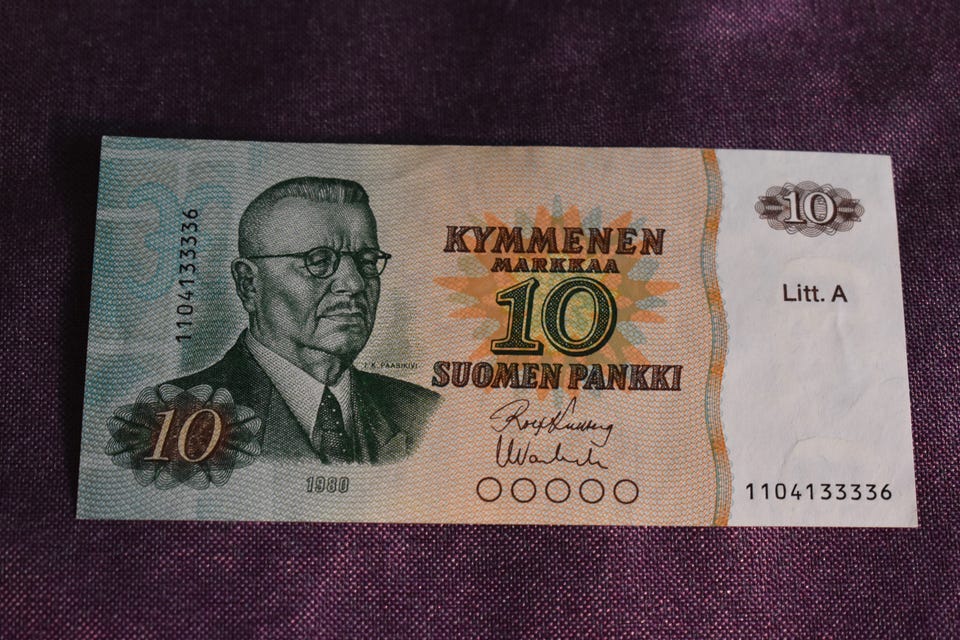 1104133336
KYMMENEN
MARKKAA
10
SUOMEN PANKKI
J.K. PAASIKIVI
10
1980
10
Litt. A
1104133336